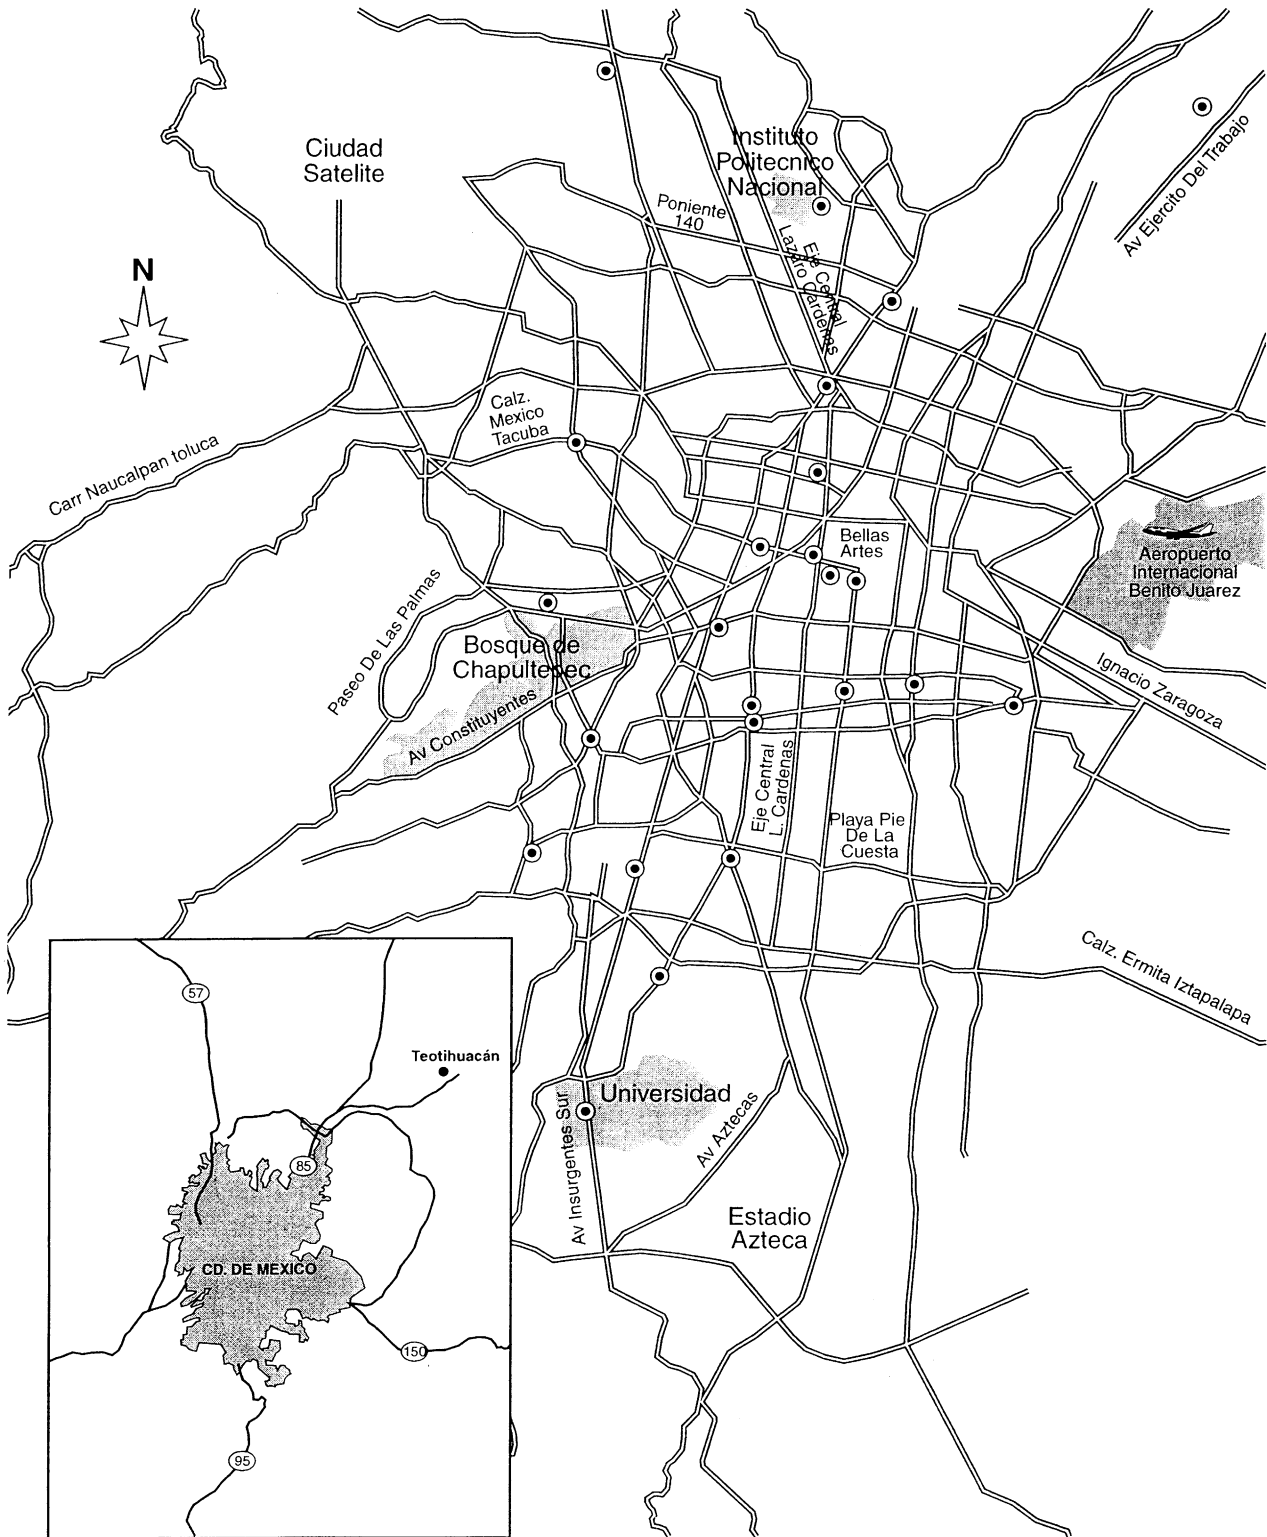 Ciudad
Satelite
Instituto
Politecnico
Nacional
Poniente
140
Av Ejercito Del Trabajo
Eje Central
Lazaro Cardenas
N
Calz.
Mexico
Tacuba
Carr Naucalpan toluca
Bellas
Artes
Aeropuerto
Internacional
Benito Juarez
Paseo De Las Palmas
Bosque de
Chapultepec
Av Constituyentes
Ignacio Zaragoza
Eje Central
L. Cardenas
Playa Pie
De La
Cuesta
Calz. Ermita Iztapalapa
Universidad
Av Insurgentes Sur
Av Aztecas
Estadio
Azteca
57
Teotihuacán
85
CD. DE MEXICO
150
95